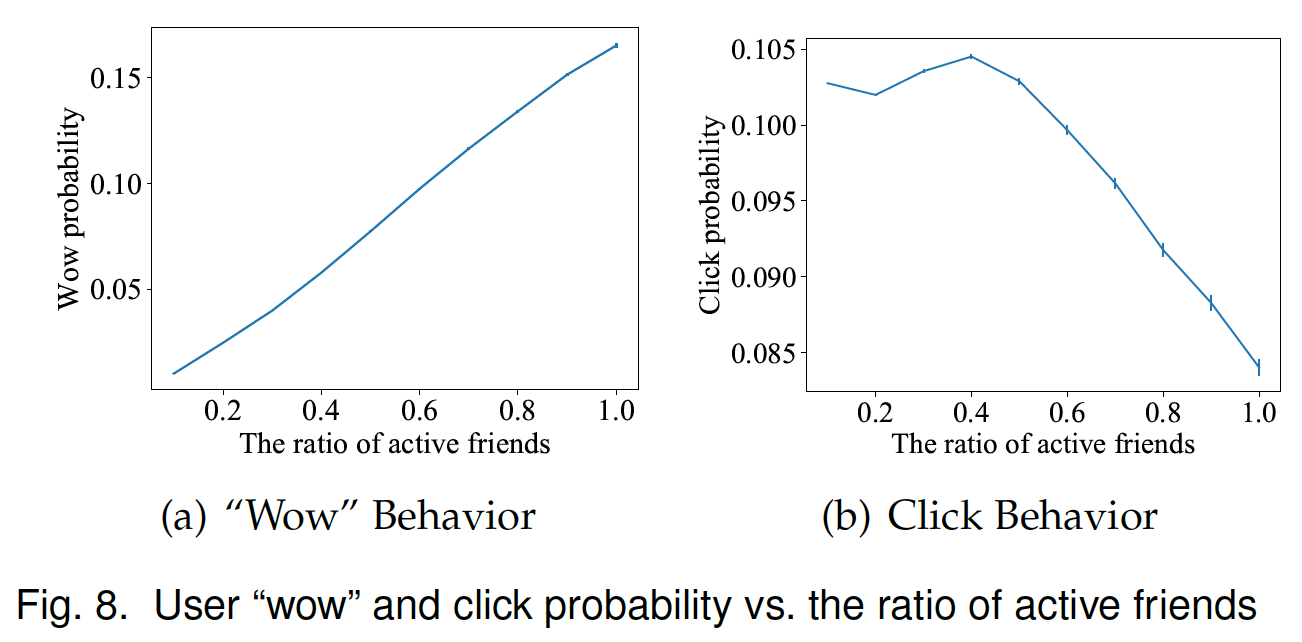 0.15
0.10
0.05
Wow probability
0.2 0.4 0.6 0.8 1.0
The ratio of active friends
(a) “Wow” Behavior
0.105
0.100
0.095
0.090
0.085
Click probability
0.2 0.4 0.6 0.8 1.0
The ratio of active friends
(b) Click Behavior
Fig. 8. User “wow” and click probability vs. the ratio of active friends